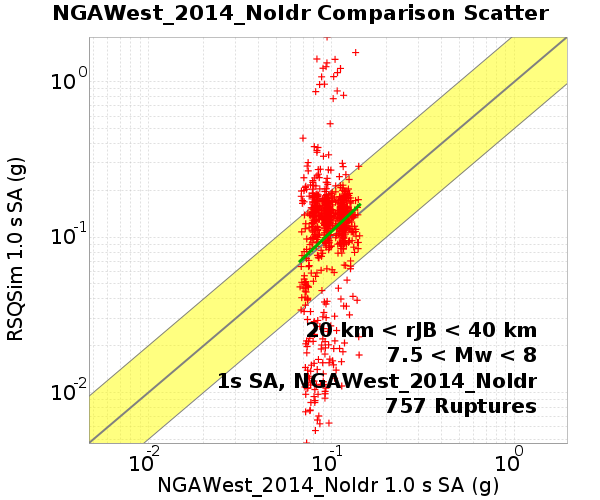 NGAWest_2014_NoIdr Comparison Scatter
RSQSim 1.0 s SA (g)
10^0
10^-1
10^-2
20 km < rJB < 40 km
7.5 < Mw < 8
1s SA, NGAWest_2014_NoIdr
757 Ruptures
10^-2 10^-1 10^0
NGAWest_2014_NoIdr 1.0 s SA (g)